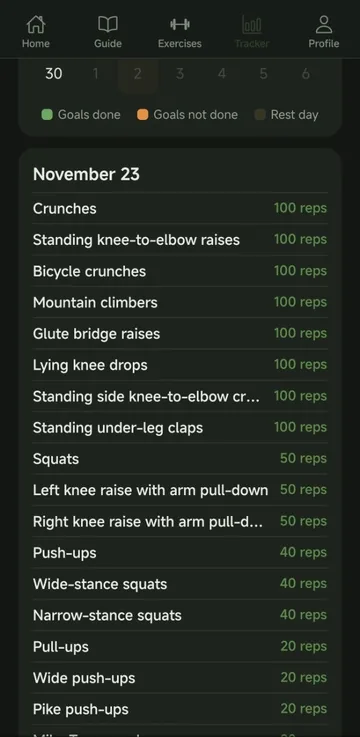 Home Guide Exercises Tracker Profile
30 1 2 3 4 5 6
Goals done Goals not done Rest day
November 23
Crunches 100 reps
Standing knee-to-elbow raises 100 reps
Bicycle crunches 100 reps
Mountain climbers 100 reps
Glute bridge raises 100 reps
Lying knee drops 100 reps
Standing side knee-to-elbow cr... 100 reps
Standing under-leg claps 100 reps
Squats 50 reps
Left knee raise with arm pull-down 50 reps
Right knee raise with arm pull-d... 50 reps
Push-ups 40 reps
Wide-stance squats 40 reps
Narrow-stance squats 40 reps
Pull-ups 20 reps
Wide push-ups 20 reps
Pike push-ups 20 reps